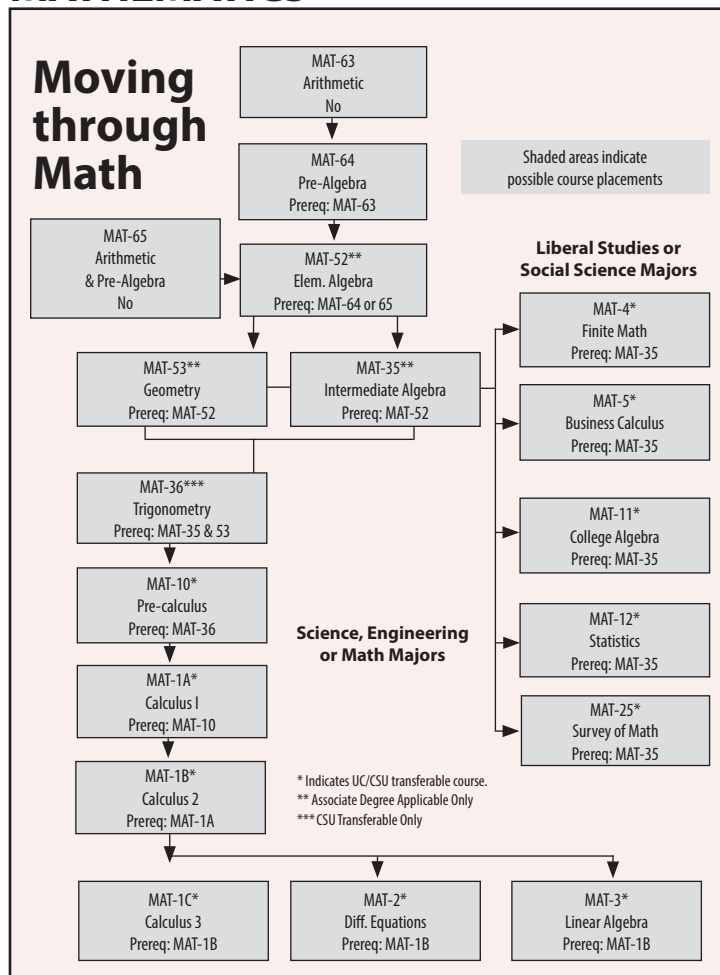 Moving
through
Math
MAT-63
Arithmetic
No
MAT-64
Pre-Algebra
Prereq: MAT-63
Shaded areas indicate
possible course placements
MAT-65
Arithmetic
& Pre-Algebra
No
MAT-52**
Elem. Algebra
Prereq: MAT-64 or 65
Liberal Studies or
Social Science Majors
MAT-4*
Finite Math
Prereq: MAT-35
MAT-53**
Geometry
Prereq: MAT-52
MAT-35**
Intermediate Algebra
Prereq: MAT-52
MAT-5*
Business Calculus
Prereq: MAT-35
MAT-36***
Trigonometry
Prereq: MAT-35 & 53
MAT-11*
College Algebra
Prereq: MAT-35
MAT-10*
Pre-calculus
Prereq: MAT-36
Science, Engineering
or Math Majors
MAT-12*
Statistics
Prereq: MAT-35
MAT-1A*
Calculus I
Prereq: MAT-10
MAT-25*
Survey of Math
Prereq: MAT-35
MAT-1B*
Calculus 2
Prereq: MAT-1A
* Indicates UC/CSU transferable course.
** Associate Degree Applicable Only
*** CSU Transferable Only
MAT-1C*
Calculus 3
Prereq: MAT-1B
MAT-2*
Diff. Equations
Prereq: MAT-1B
MAT-3*
Linear Algebra
Prereq: MAT-1B